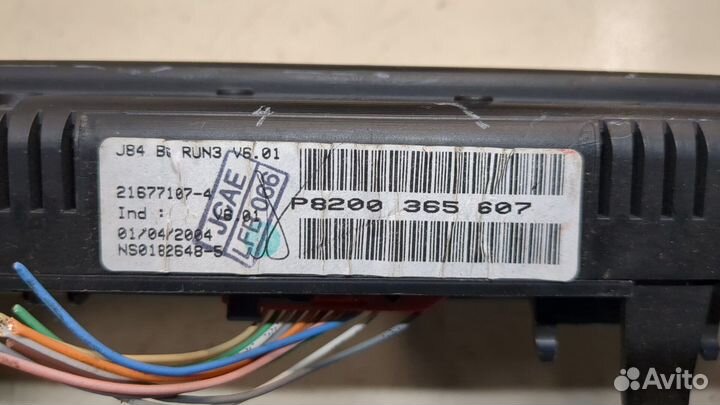 J84 B RUN3 V6.01
21677107-4
Ind : V6.01
01/04/2004
NS0182648-5
JCAE
LFD006
P8200 365 607
Avito